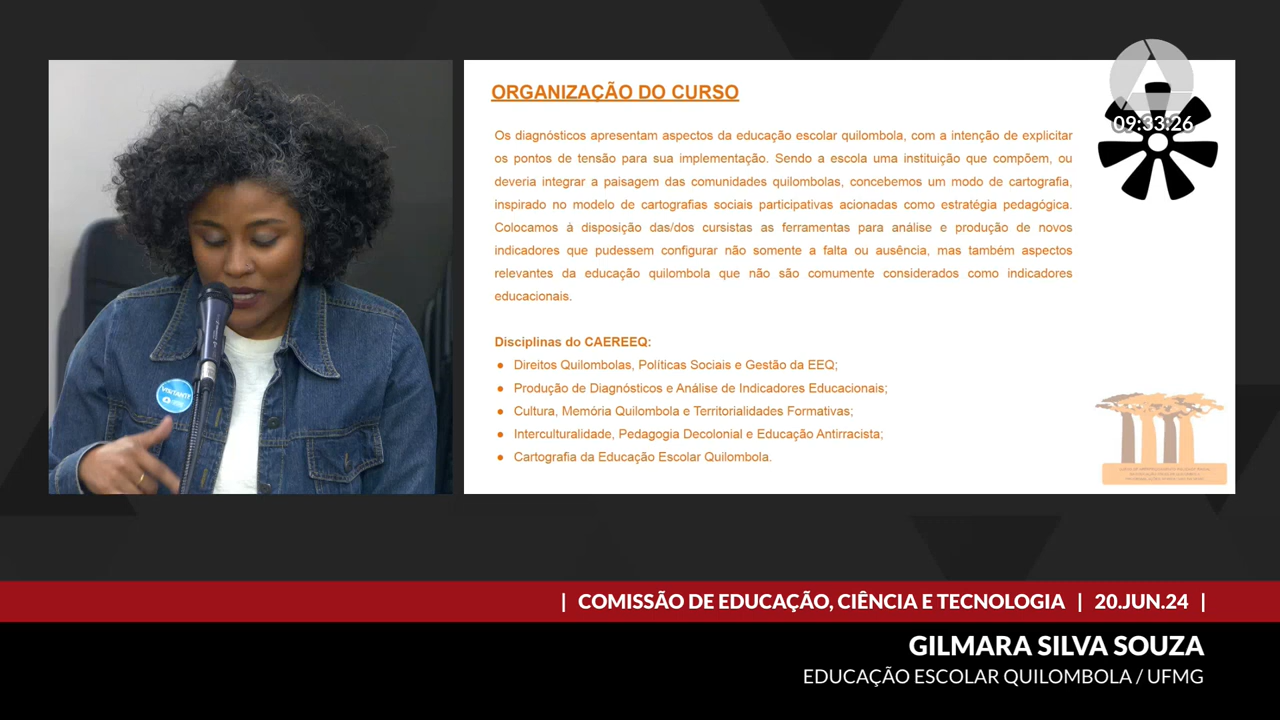 ORGANIZAÇÃO DO CURSO
09:33:26
Os diagnósticos apresentam aspectos da educação escolar quilombola, com a intenção de explicitar
os pontos de tensão para sua implementação. Sendo a escola uma instituição que compõem, ou
deveria integrar a paisagem das comunidades quilombolas, concebemos um modo de cartografia,
inspirado no modelo de cartografias sociais participativas acionadas como estratégia pedagógica.
Colocamos à disposição das/dos cursistas as ferramentas para análise e produção de novos
indicadores que pudessem configurar não somente a falta ou ausência, mas também aspectos
relevantes da educação quilombola que não são comumente considerados como indicadores
educacionais.
Disciplinas do CAEREEQ:
● Direitos Quilombolas, Políticas Sociais e Gestão da EEQ;
● Produção de Diagnósticos e Análise de Indicadores Educacionais;
● Cultura, Memória Quilombola e Territorialidades Formativas;
● Interculturalidade, Pedagogia Decolonial e Educação Antirracista;
● Cartografia da Educação Escolar Quilombola.
VISITANTE
| COMISSÃO DE EDUCAÇÃO, CIÊNCIA E TECNOLOGIA | 20.JUN.24 |
GILMARA SILVA SOUZA
EDUCAÇÃO ESCOLAR QUILOMBOLA / UFMG